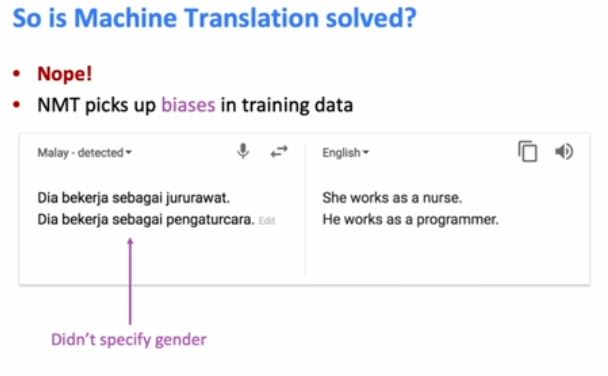 So is Machine Translation solved?
• Nope!
• NMT picks up biases in training data
Malay - detected
English
Dia bekerja sebagai jururawat.
Dia bekerja sebagai pengaturcara. Edit
She works as a nurse.
He works as a programmer.
Didn't specify gender